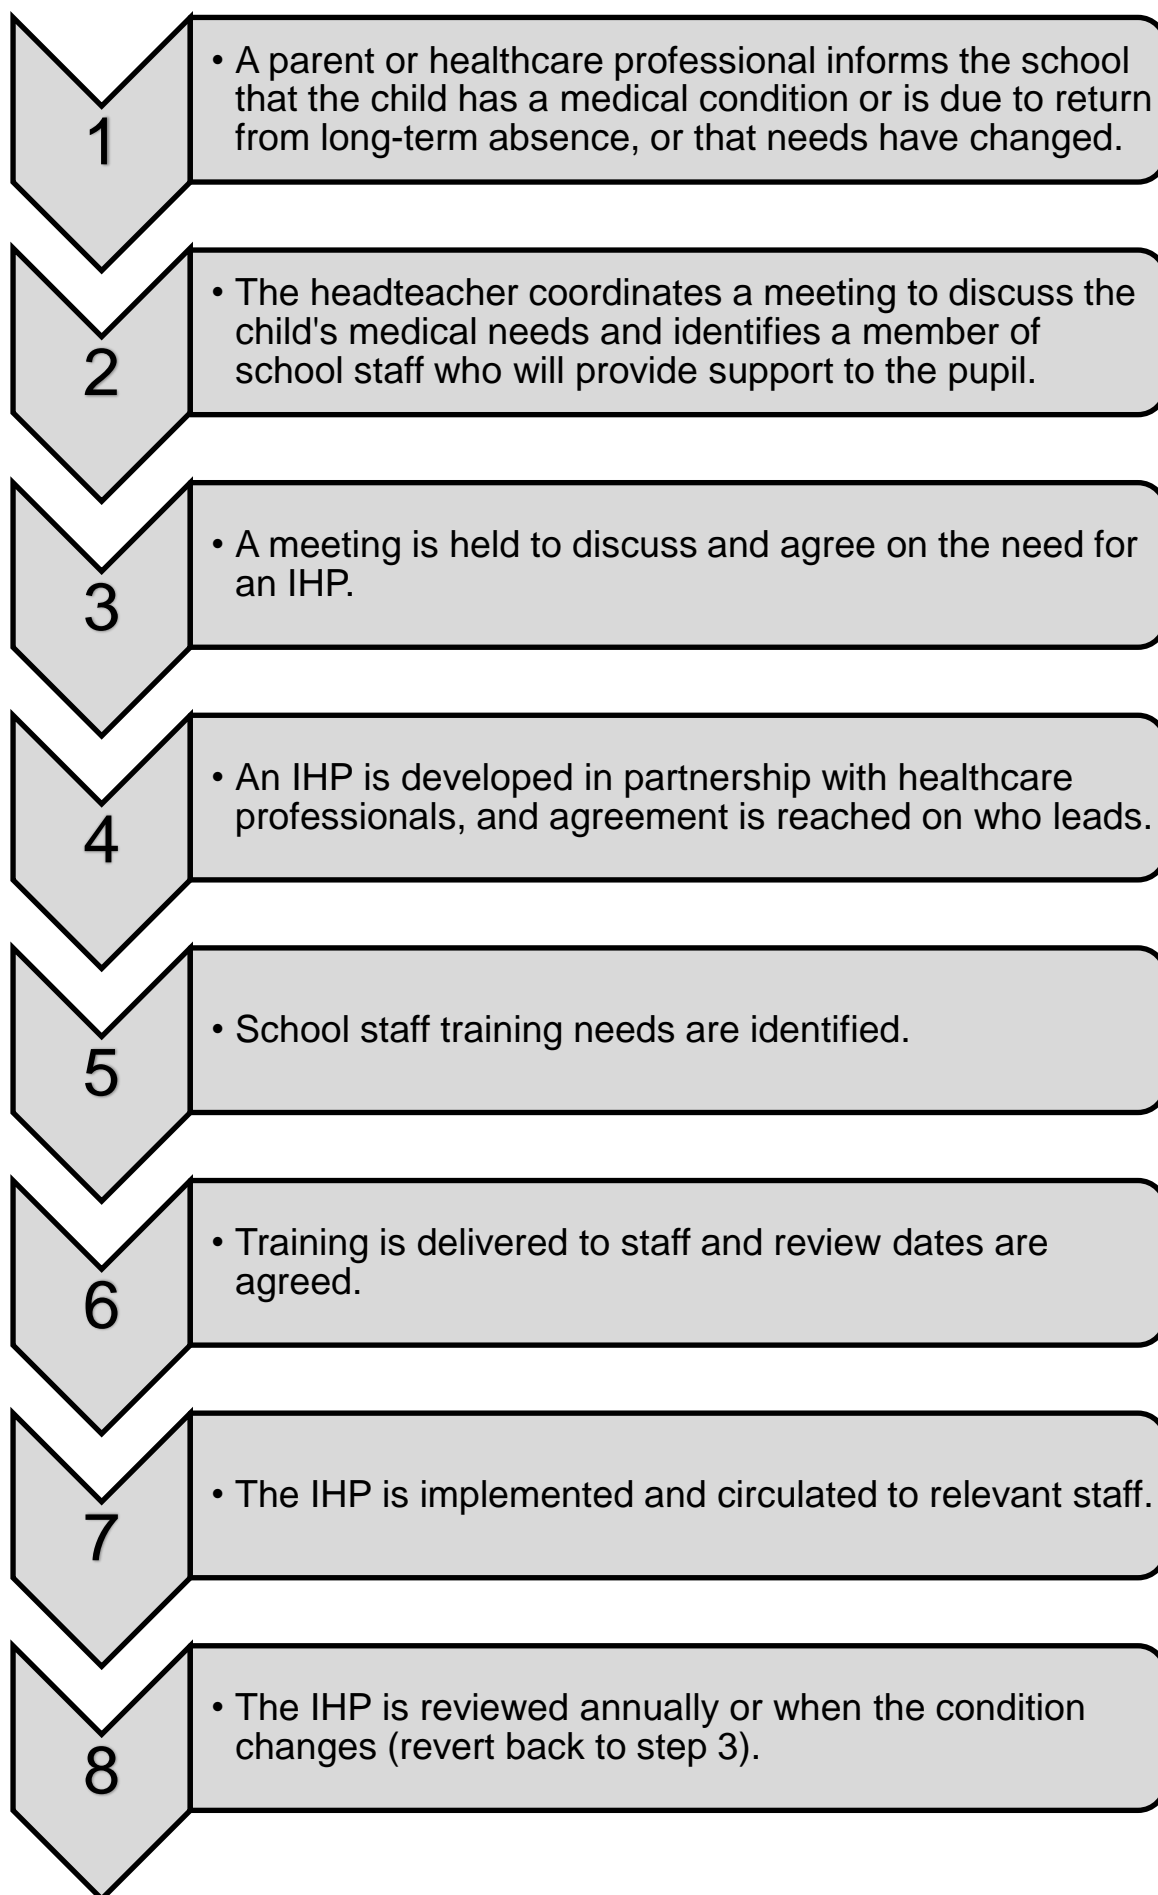 1
• A parent or healthcare professional informs the school
that the child has a medical condition or is due to return
from long-term absence, or that needs have changed.
2
• The headteacher coordinates a meeting to discuss the
child's medical needs and identifies a member of
school staff who will provide support to the pupil.
3
• A meeting is held to discuss and agree on the need for
an IHP.
4
• An IHP is developed in partnership with healthcare
professionals, and agreement is reached on who leads.
5
• School staff training needs are identified.
6
• Training is delivered to staff and review dates are
agreed.
7
• The IHP is implemented and circulated to relevant staff.
8
• The IHP is reviewed annually or when the condition
changes (revert back to step 3).